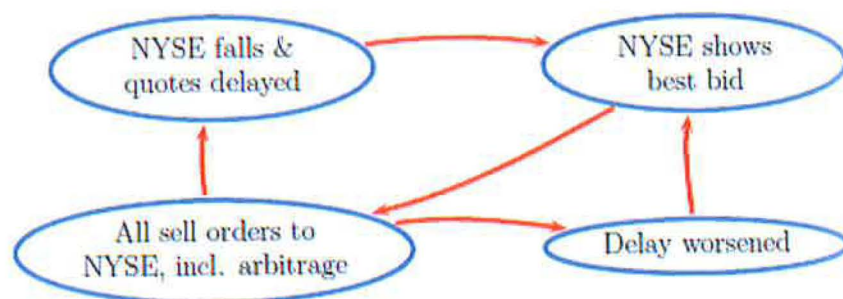 NYSE falls &
quotes delayed
NYSE shows
best bid
All sell orders to
NYSE, incl. arbitrage
Delay worsened